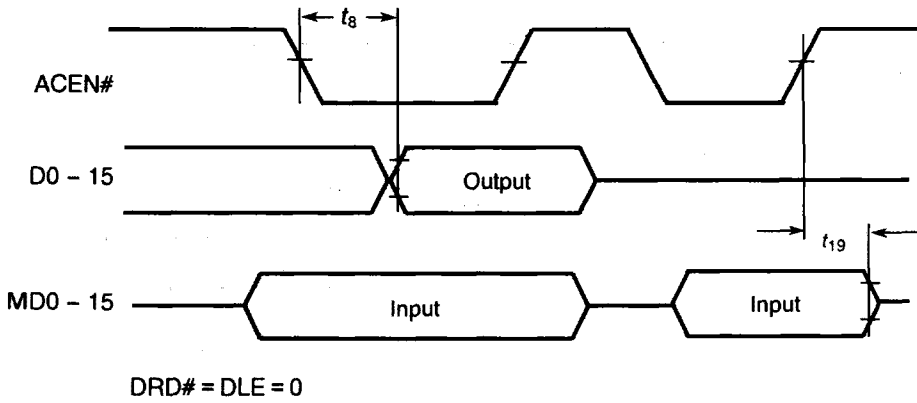 t8
ACEN#
D0 – 15
Output
t19
MD0 – 15
Input
Input
DRD# = DLE = 0